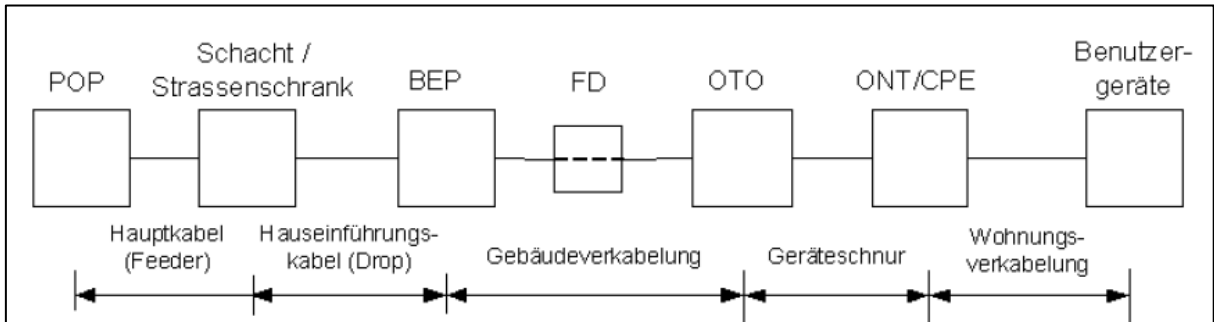 POP
Schacht /
Strassenschrank
BEP
FD
OTO
ONT/CPE
Benutzer-
geräte
Hauptkabel
(Feeder)
Hauseinführungs-
kabel (Drop)
Gebäudeverkabelung
Geräteschnur
Wohnungs-
verkabelung